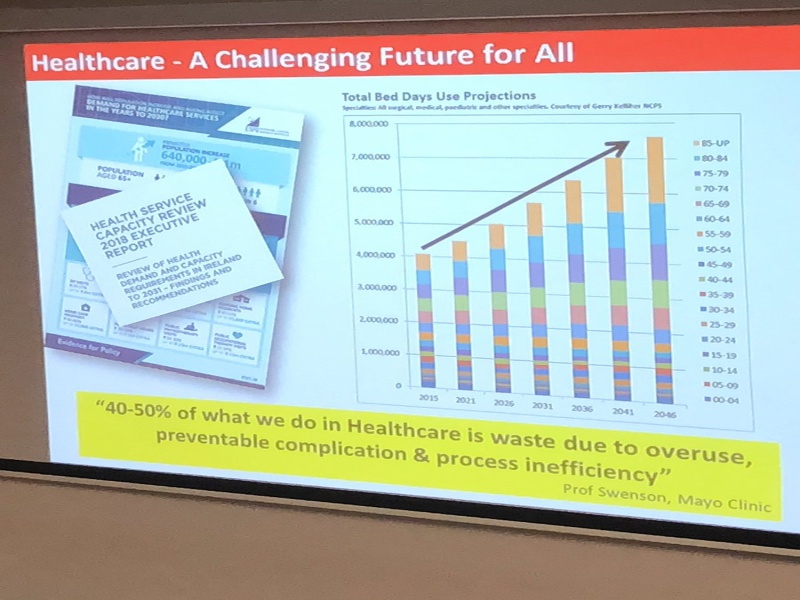 Healthcare - A Challenging Future for All
DEMAND FOR HEALTHCARE SERVICES
IN THE YEARS TO 2030?
POPULATION INCREASE
640,000
POPULATION
AGED 65+
HEALTH SERVICE
CAPACITY REVIEW
2018 EXECUTIVE
REPORT
REVIEW OF HEALTH
DEMAND AND CAPACITY
REQUIREMENTS IN IRELAND
TO 2031 - FINDINGS AND
RECOMMENDATIONS
Evidence for Policy
Total Bed Days Use Projections
Specialties: All surgical, medical, paediatric and other specialties. Courtesy of Gerry Kelliher NCPS
8,000,000
7,000,000
6,000,000
5,000,000
4,000,000
3,000,000
2,000,000
1,000,000
0
2015 2021 2026 2031 2036 2041 2046
85-UP
80-84
75-79
70-74
65-69
60-64
55-59
50-54
45-49
40-44
35-39
30-34
25-29
20-24
15-19
10-14
05-09
00-04
“40-50% of what we do in Healthcare is waste due to overuse,
preventable complication & process inefficiency”
Prof Swenson, Mayo Clinic